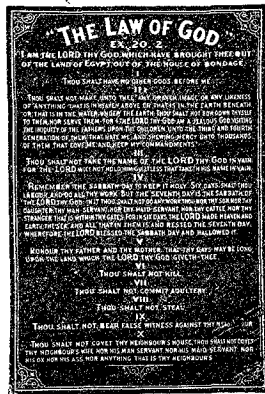 "THE LAW OF GOD"
EX. 20. 2
I AM THE LORD THY GOD, WHICH HAVE BROUGHT THEE OUT
OF THE LAND OF EGYPT, OUT OF THE HOUSE OF BONDAGE.
THOU SHALT HAVE NO OTHER GODS BEFORE ME
II
THOU SHALT NOT MAKE UNTO THEE ANY GRAVEN IMAGE, OR ANY LIKENESS
OF ANYTHING THAT IS IN HEAVEN ABOVE OR THAT IS IN THE EARTH BENEATH
OR THAT IS IN THE WATER UNDER THE EARTH THOU SHALT NOT BOW DOWN THYSELF
TO THEM, NOR SERVE THEM: FOR I THE LORD THY GOD AM A JEALOUS GOD VISITING
THE INIQUITY OF THE FATHERS UPON THE CHILDREN UNTO THE THIRD AND FOURTH
GENERATION OF THEM THAT HATE ME, AND SHEWING MERCY UNTO THOUSANDS
OF THEM THAT LOVE ME AND KEEP MY COMMANDMENTS
III
THOU SHALT NOT TAKE THE NAME OF THE LORD THY GOD IN VAIN
FOR THE LORD WILL NOT HOLD HIM GUILTLESS THAT TAKETH HIS NAME IN VAIN.
IV
REMEMBER THE SABBATH DAY TO KEEP IT HOLY. SIX DAYS SHALT THOU
LABOUR AND DO ALL THY WORK BUT THE SEVENTH DAY IS THE SABBATH OF
THE LORD THY GOD: IN IT THOU SHALT NOT DO ANY WORK THOU NOR THY SON NOR THY
DAUGHTER THY MAN-SERVANT NOR THY MAID-SERVANT NOR THY CATTLE NOR THY
STRANGER THAT IS WITHIN THY GATES: FOR IN SIX DAYS THE LORD MADE HEAVEN AND
EARTH, THE SEA, AND ALL THAT IN THEM IS AND RESTED THE SEVENTH DAY,
WHEREFORE THE LORD BLESSED THE SABBATH DAY AND HALLOWED IT.
V
HONOUR THY FATHER AND THY MOTHER, THAT THY DAYS MAY BE LONG
UPON THE LAND WHICH THE LORD THY GOD GIVETH THEE
VI
THOU SHALT NOT KILL
VII
THOU SHALT NOT COMMIT ADULTERY
VIII
THOU SHALT NOT STEAL
THOU SHALT NOT BEAR FALSE WITNESS AGAINST THY
THOU SHALT NOT COVET THY NEIGHBOUR'S HOUSE, THOU SHALT NOT COVET
THY NEIGHBOUR'S WIFE NOR HIS MAN SERVANT NOR HIS MAID SERVANT NOR
HIS OX NOR HIS ASS NOR ANYTHING THAT IS THY NEIGHBOUR'S